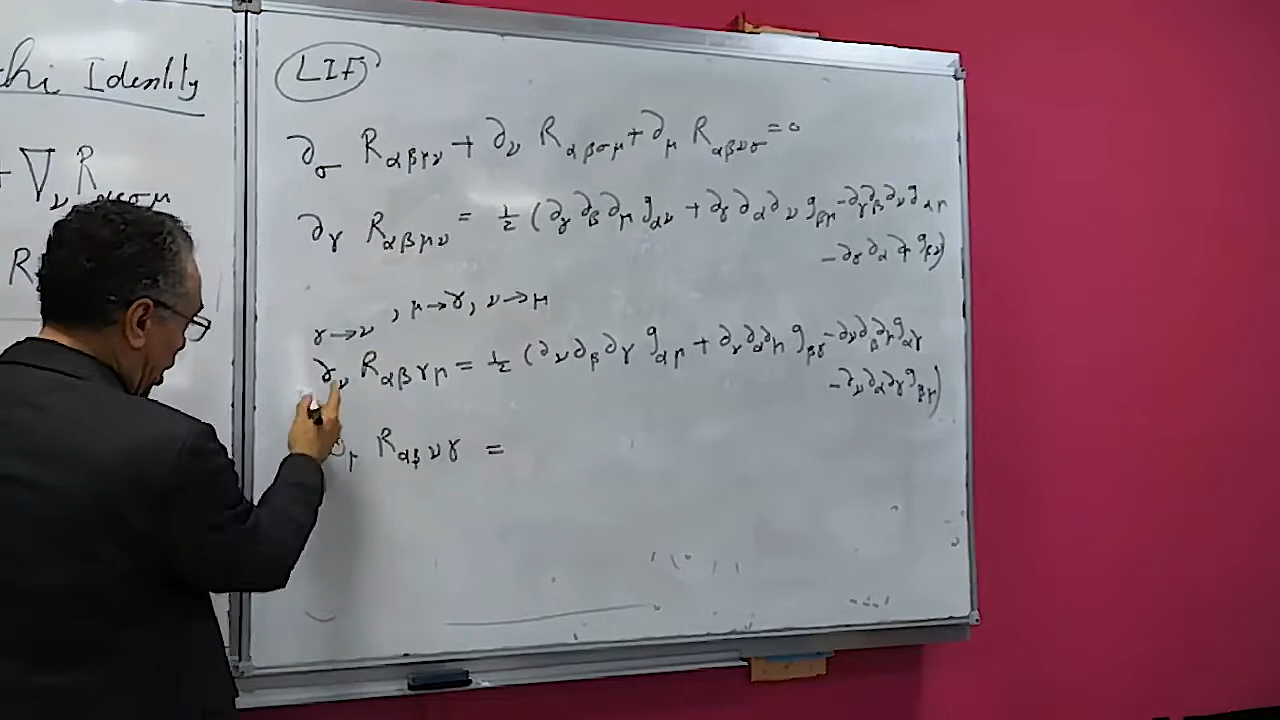 chi Identity
+ ∇_ν R_ασμ
R
LIF
∂_σ R_αβμν + ∂_ν R_αβσμ + ∂_μ R_αβνσ = 0
∂_γ R_αβμν = 1/2 (∂_γ ∂_β ∂_μ g_αν + ∂_γ ∂_α ∂_ν g_βμ - ∂_γ ∂_β ∂_ν g_αμ
- ∂_γ ∂_α ∂_μ g_βν)
γ→ν , μ→γ, ν→μ
∂_ν R_αβγμ = 1/2 (∂_ν ∂_β ∂_γ g_αμ + ∂_ν ∂_α ∂_μ g_βγ - ∂_ν ∂_β ∂_μ g_αγ
- ∂_ν ∂_α ∂_γ g_βμ)
∂_μ R_αβνγ =